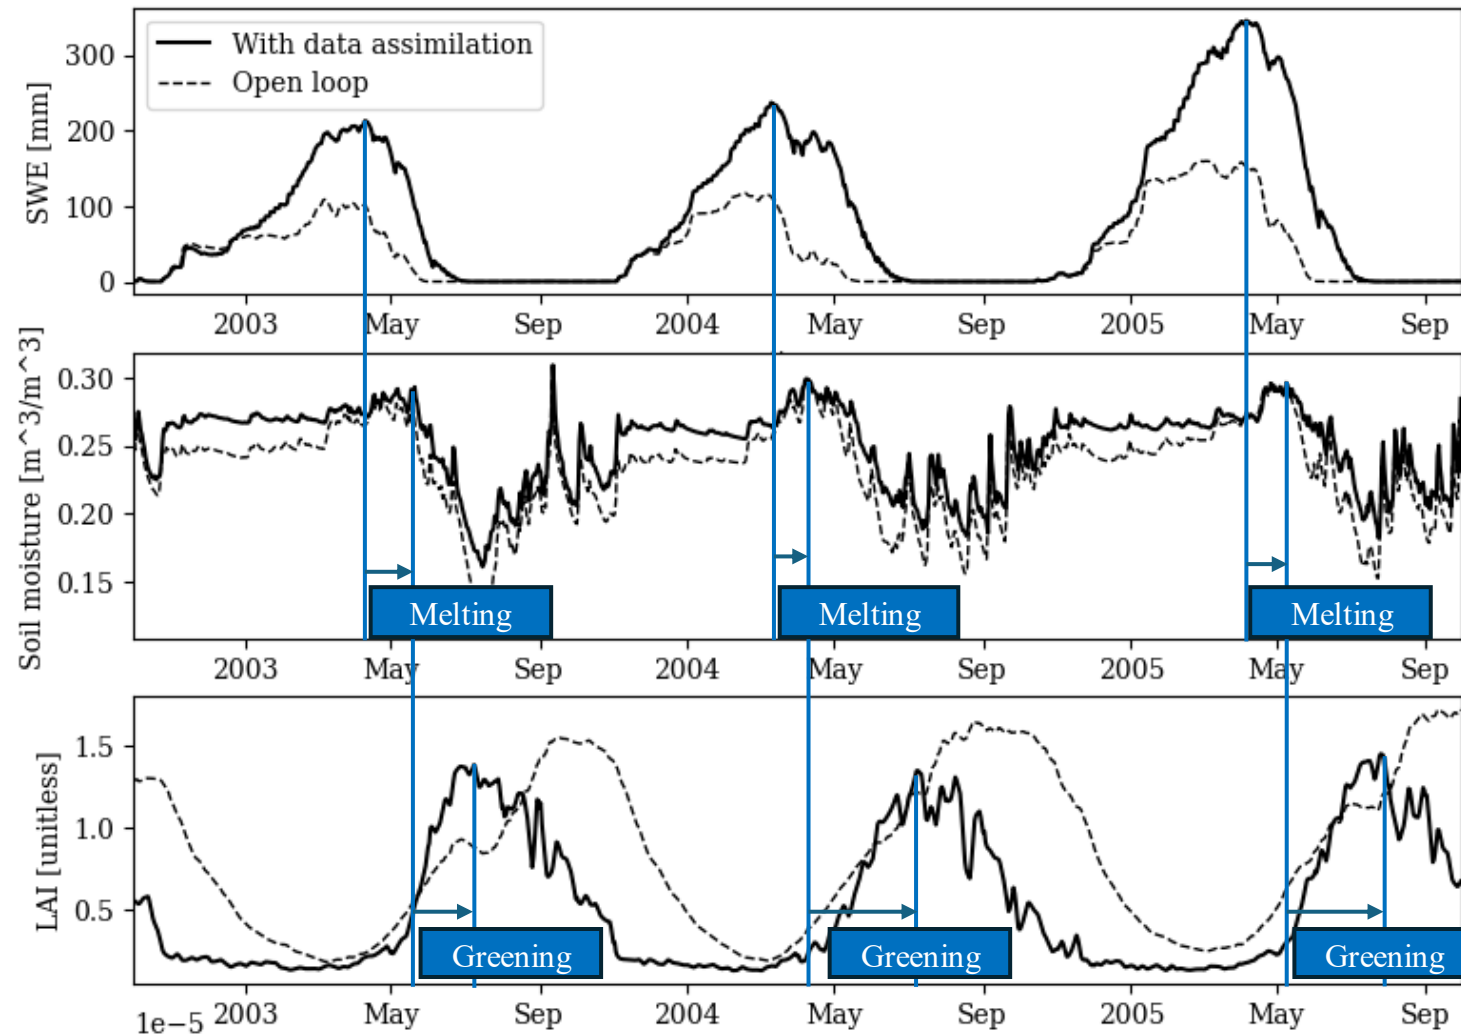 With data assimilation
Open loop
SWE [mm]
300
200
100
0
2003 May Sep 2004 May Sep 2005 May Sep
Soil moisture [m^3/m^3]
0.30
0.25
0.20
0.15
Melting Melting Melting
2003 May Sep 2004 May Sep 2005 May Sep
LAI [unitless]
1.5
1.0
0.5
Greening Greening Greening
1e-5 2003 May Sep 2004 May Sep 2005 May Sep